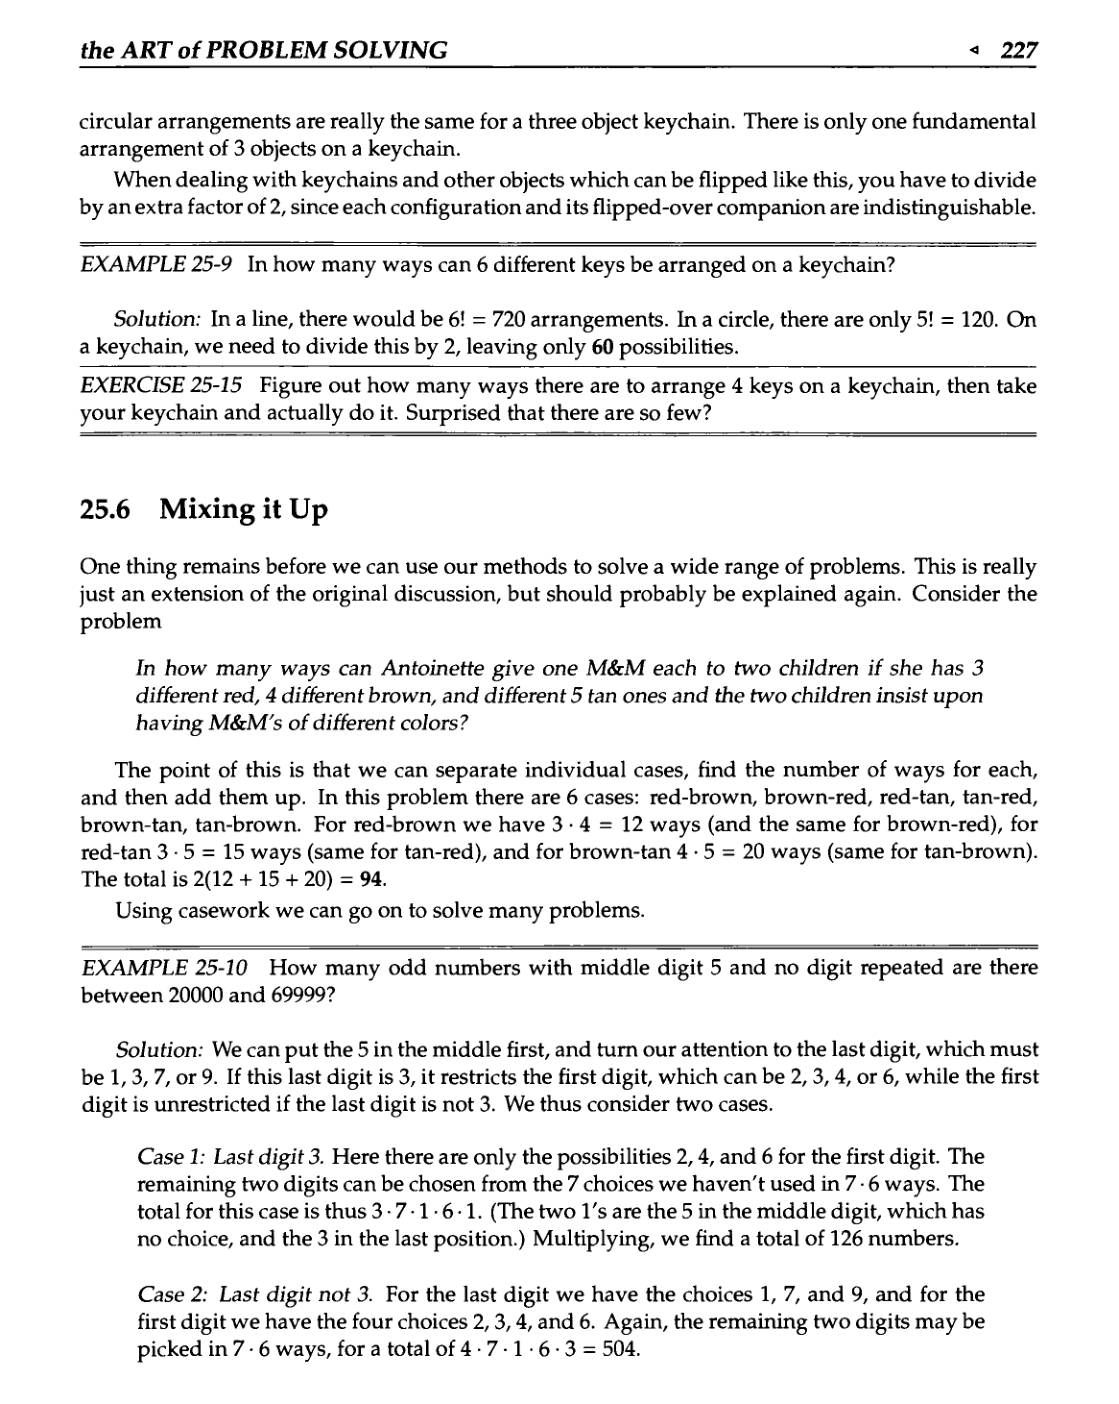 the ART of PROBLEM SOLVING ◃ 227
circular arrangements are really the same for a three object keychain. There is only one fundamental
arrangement of 3 objects on a keychain.
When dealing with keychains and other objects which can be flipped like this, you have to divide
by an extra factor of 2, since each configuration and its flipped-over companion are indistinguishable.
EXAMPLE 25-9 In how many ways can 6 different keys be arranged on a keychain?
Solution: In a line, there would be 6! = 720 arrangements. In a circle, there are only 5! = 120. On
a keychain, we need to divide this by 2, leaving only 60 possibilities.
EXERCISE 25-15 Figure out how many ways there are to arrange 4 keys on a keychain, then take
your keychain and actually do it. Surprised that there are so few?
25.6 Mixing it Up
One thing remains before we can use our methods to solve a wide range of problems. This is really
just an extension of the original discussion, but should probably be explained again. Consider the
problem
In how many ways can Antoinette give one M&M each to two children if she has 3
different red, 4 different brown, and different 5 tan ones and the two children insist upon
having M&M's of different colors?
The point of this is that we can separate individual cases, find the number of ways for each,
and then add them up. In this problem there are 6 cases: red-brown, brown-red, red-tan, tan-red,
brown-tan, tan-brown. For red-brown we have 3 · 4 = 12 ways (and the same for brown-red), for
red-tan 3 · 5 = 15 ways (same for tan-red), and for brown-tan 4 · 5 = 20 ways (same for tan-brown).
The total is 2(12 + 15 + 20) = 94.
Using casework we can go on to solve many problems.
EXAMPLE 25-10 How many odd numbers with middle digit 5 and no digit repeated are there
between 20000 and 69999?
Solution: We can put the 5 in the middle first, and turn our attention to the last digit, which must
be 1, 3, 7, or 9. If this last digit is 3, it restricts the first digit, which can be 2, 3, 4, or 6, while the first
digit is unrestricted if the last digit is not 3. We thus consider two cases.
Case 1: Last digit 3. Here there are only the possibilities 2, 4, and 6 for the first digit. The
remaining two digits can be chosen from the 7 choices we haven't used in 7 · 6 ways. The
total for this case is thus 3 · 7 · 1 · 6 · 1. (The two 1's are the 5 in the middle digit, which has
no choice, and the 3 in the last position.) Multiplying, we find a total of 126 numbers.
Case 2: Last digit not 3. For the last digit we have the choices 1, 7, and 9, and for the
first digit we have the four choices 2, 3, 4, and 6. Again, the remaining two digits may be
picked in 7 · 6 ways, for a total of 4 · 7 · 1 · 6 · 3 = 504.